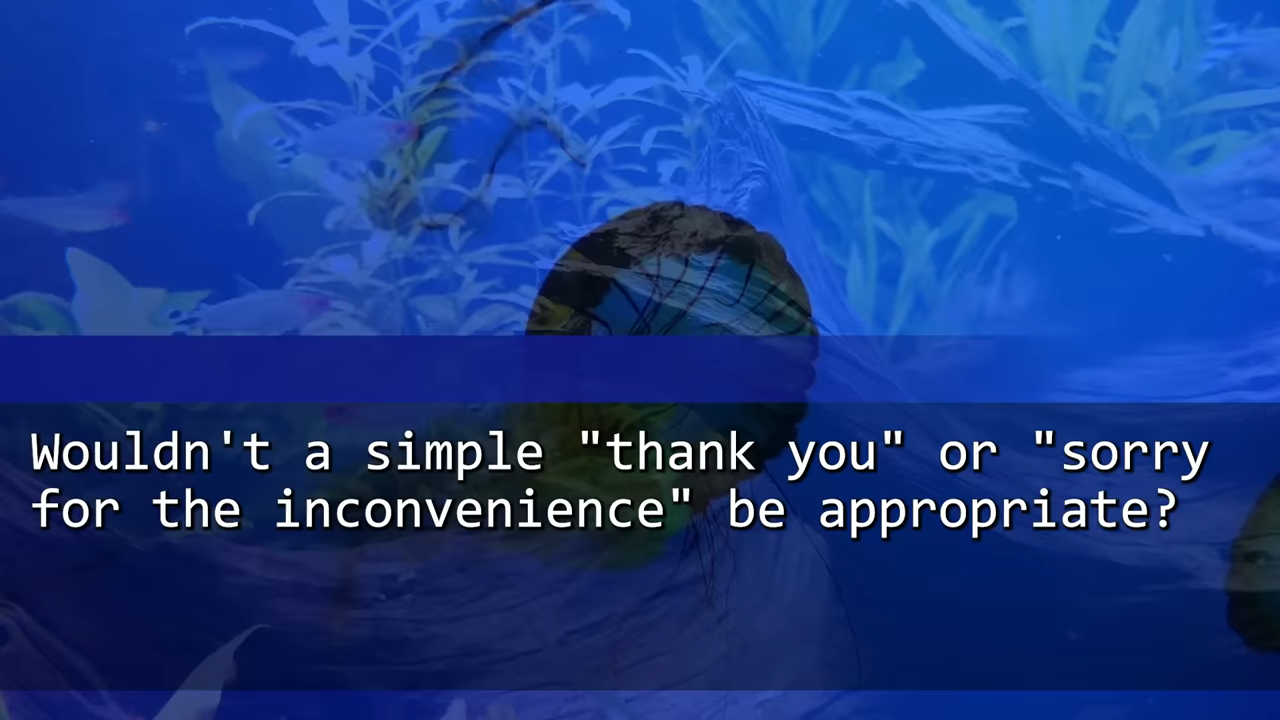 Wouldn't a simple "thank you" or "sorry
for the inconvenience" be appropriate?